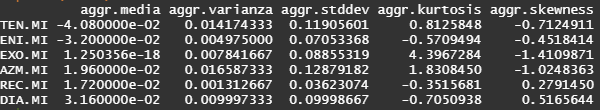 aggr.media aggr.varianza aggr.stddev aggr.kurtosis aggr.skewness
TEN.MI -4.080000e-02 0.014174333 0.11905601 0.8125848 -0.7124911
ENI.MI -3.200000e-02 0.004975000 0.07053368 -0.5709494 -0.4518414
EXO.MI 1.250356e-18 0.007841667 0.08855319 4.3967284 -1.4109871
AZM.MI 1.960000e-02 0.016587333 0.12879182 1.8308450 -1.0248363
REC.MI 1.720000e-02 0.001312667 0.03623074 -0.3515681 0.2791450
DIA.MI 3.160000e-02 0.009997333 0.09998667 -0.7050938 0.5165644